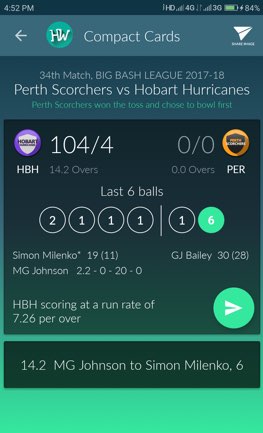 4:52 PM HD 4G 3G 84%
HW Compact Cards SHARE IMAGE
34th Match, BIG BASH LEAGUE 2017-18
Perth Scorchers vs Hobart Hurricanes
Perth Scorchers won the toss and chose to bowl first
HOBART 104/4 0/0 PERTH SCORCHERS
HBH 14.2 Overs 0.0 Overs PER
Last 6 balls
2 1 1 1 1 6
Simon Milenko* 19 (11) GJ Bailey 30 (28)
MG Johnson 2.2 - 0 - 20 - 0
HBH scoring at a run rate of
7.26 per over
14.2 MG Johnson to Simon Milenko, 6